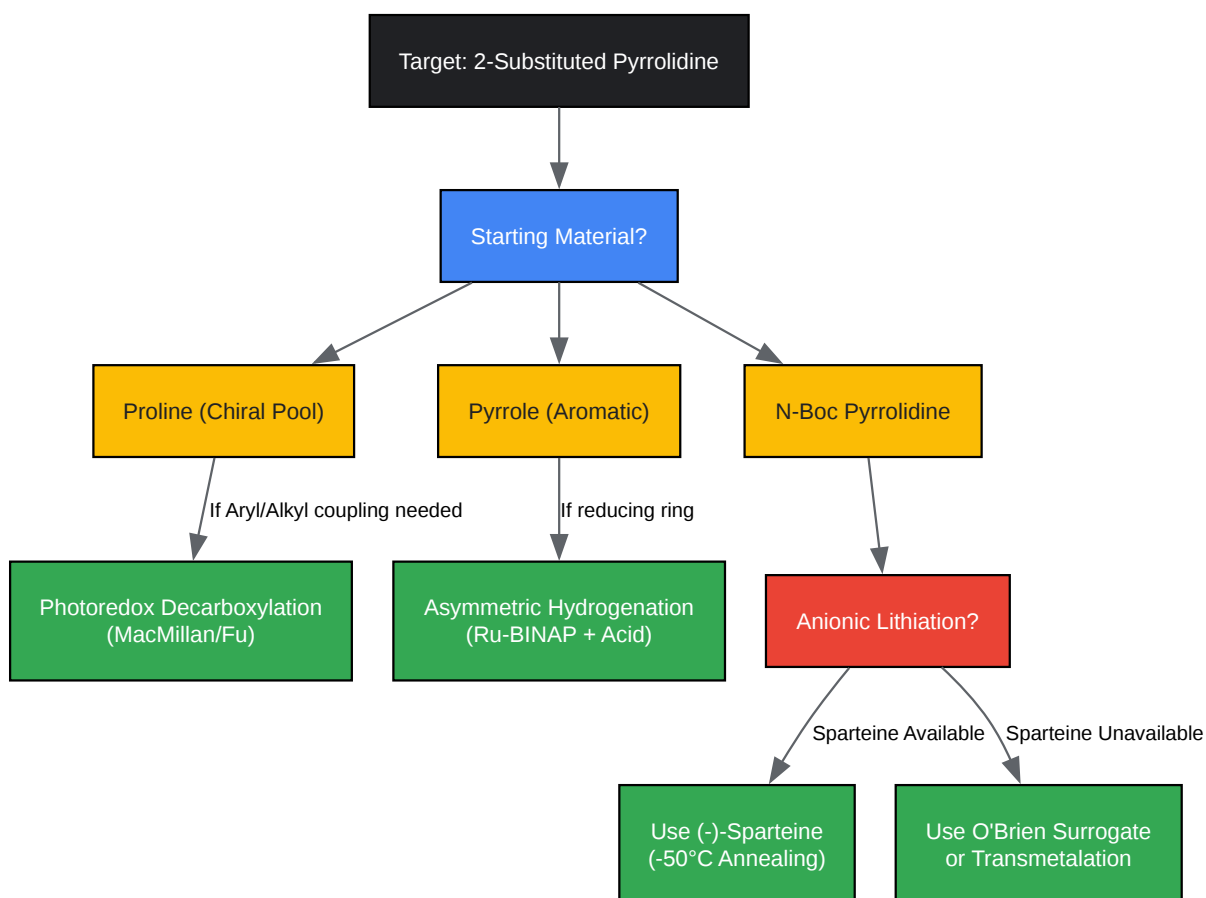 Target: 2-Substituted Pyrrolidine
Starting Material?
Proline (Chiral Pool)
Pyrrole (Aromatic)
N-Boc Pyrrolidine
If Aryl/Alkyl coupling needed
If reducing ring
Photoredox Decarboxylation
(MacMillan/Fu)
Asymmetric Hydrogenation
(Ru-BINAP + Acid)
Anionic Lithiation?
Sparteine Available
Sparteine Unavailable
Use (-)-Sparteine
(-50°C Annealing)
Use O'Brien Surrogate
or Transmetalation